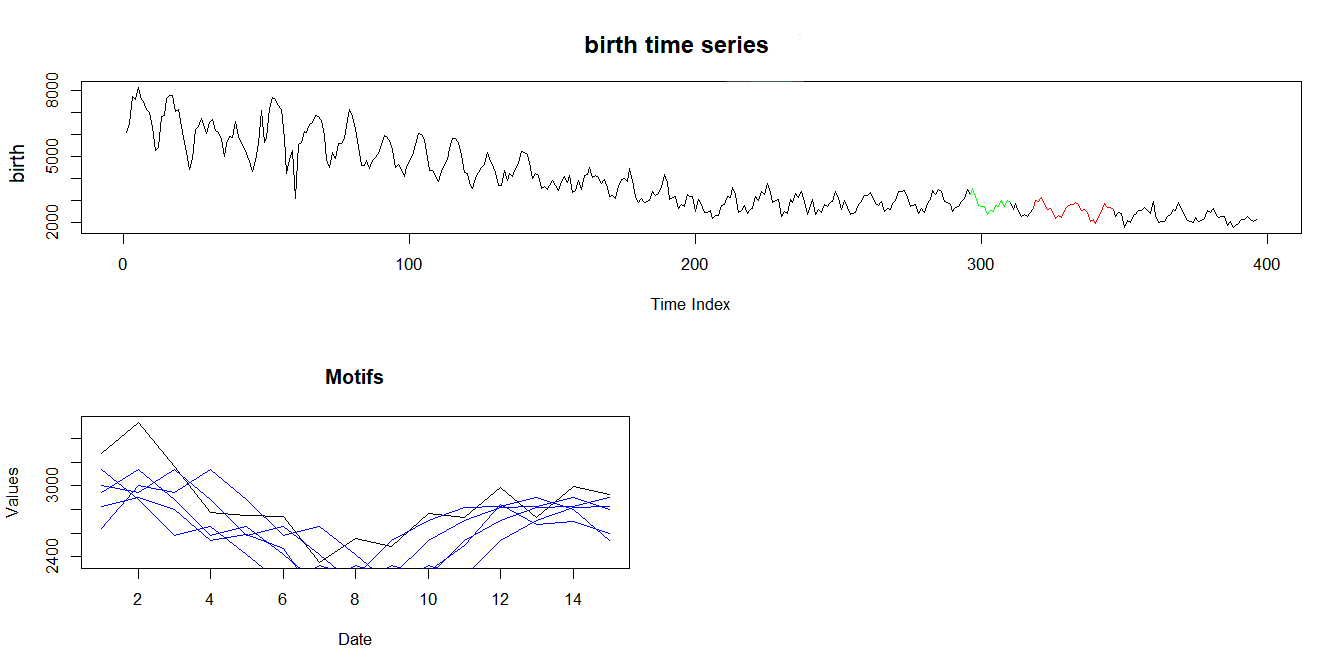 birth time series
birth
2000 5000 8000
0 100 200 300 400
Time Index
Motifs
Values
2400 3000
2 4 6 8 10 12 14
Date